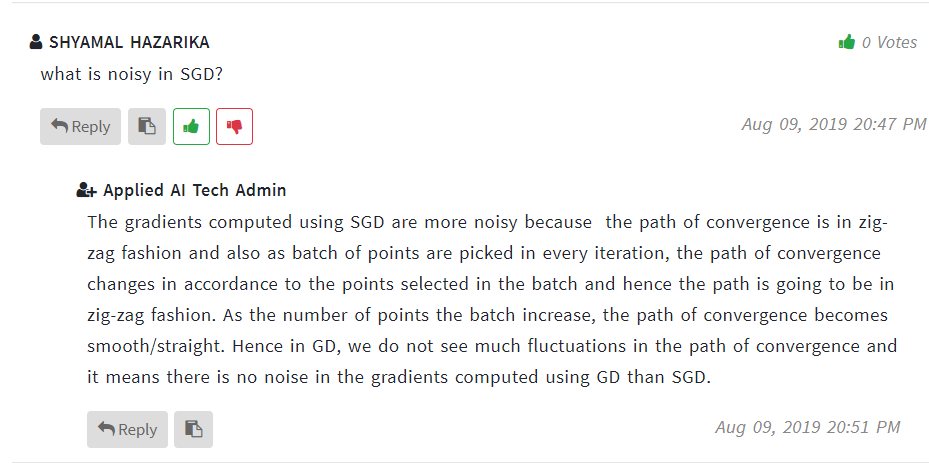 SHYAMAL HAZARIKA
0 Votes
what is noisy in SGD?
Reply
Aug 09, 2019 20:47 PM
Applied AI Tech Admin
The gradients computed using SGD are more noisy because  the path of convergence is in zig-
zag fashion and also as batch of points are picked in every iteration, the path of convergence
changes in accordance to the points selected in the batch and hence the path is going to be in
zig-zag fashion. As the number of points the batch increase, the path of convergence becomes
smooth/straight. Hence in GD, we do not see much fluctuations in the path of convergence and
it means there is no noise in the gradients computed using GD than SGD.
Reply
Aug 09, 2019 20:51 PM